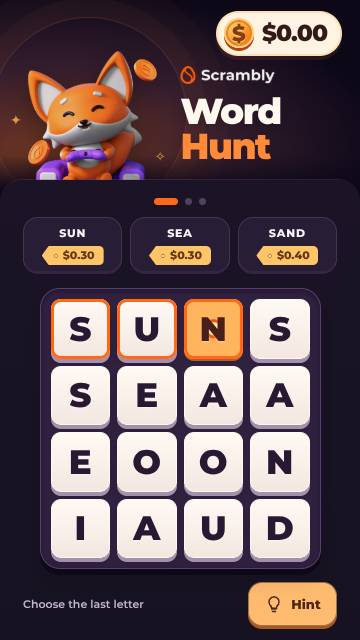 $0.00
Scrambly
Word
Hunt
SUN SEA SAND
$0.30 $0.30 $0.40
S U N S
S E A A
E O O N
I A U D
Choose the last letter
Hint